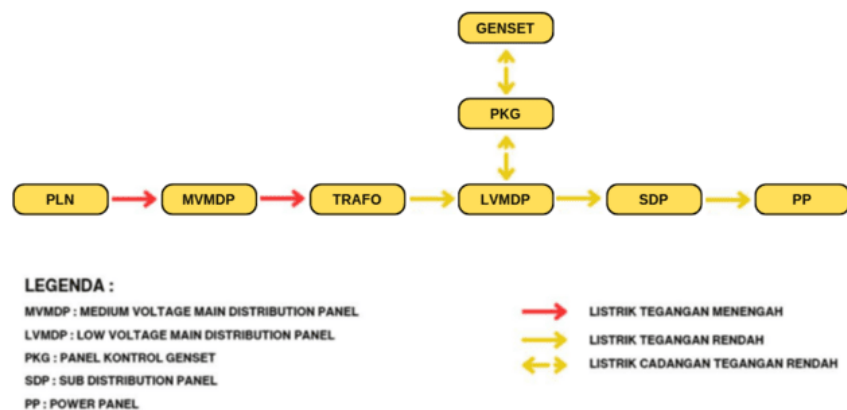 GENSET
PKG
PLN
MVMDP
TRAFO
LVMDP
SDP
PP
LEGENDA :
MVMDP : MEDIUM VOLTAGE MAIN DISTRIBUTION PANEL
LVMDP : LOW VOLTAGE MAIN DISTRIBUTION PANEL
PKG : PANEL KONTROL GENSET
SDP : SUB DISTRIBUTION PANEL
PP : POWER PANEL
LISTRIK TEGANGAN MENENGAH
LISTRIK TEGANGAN RENDAH
LISTRIK CADANGAN TEGANGAN RENDAH